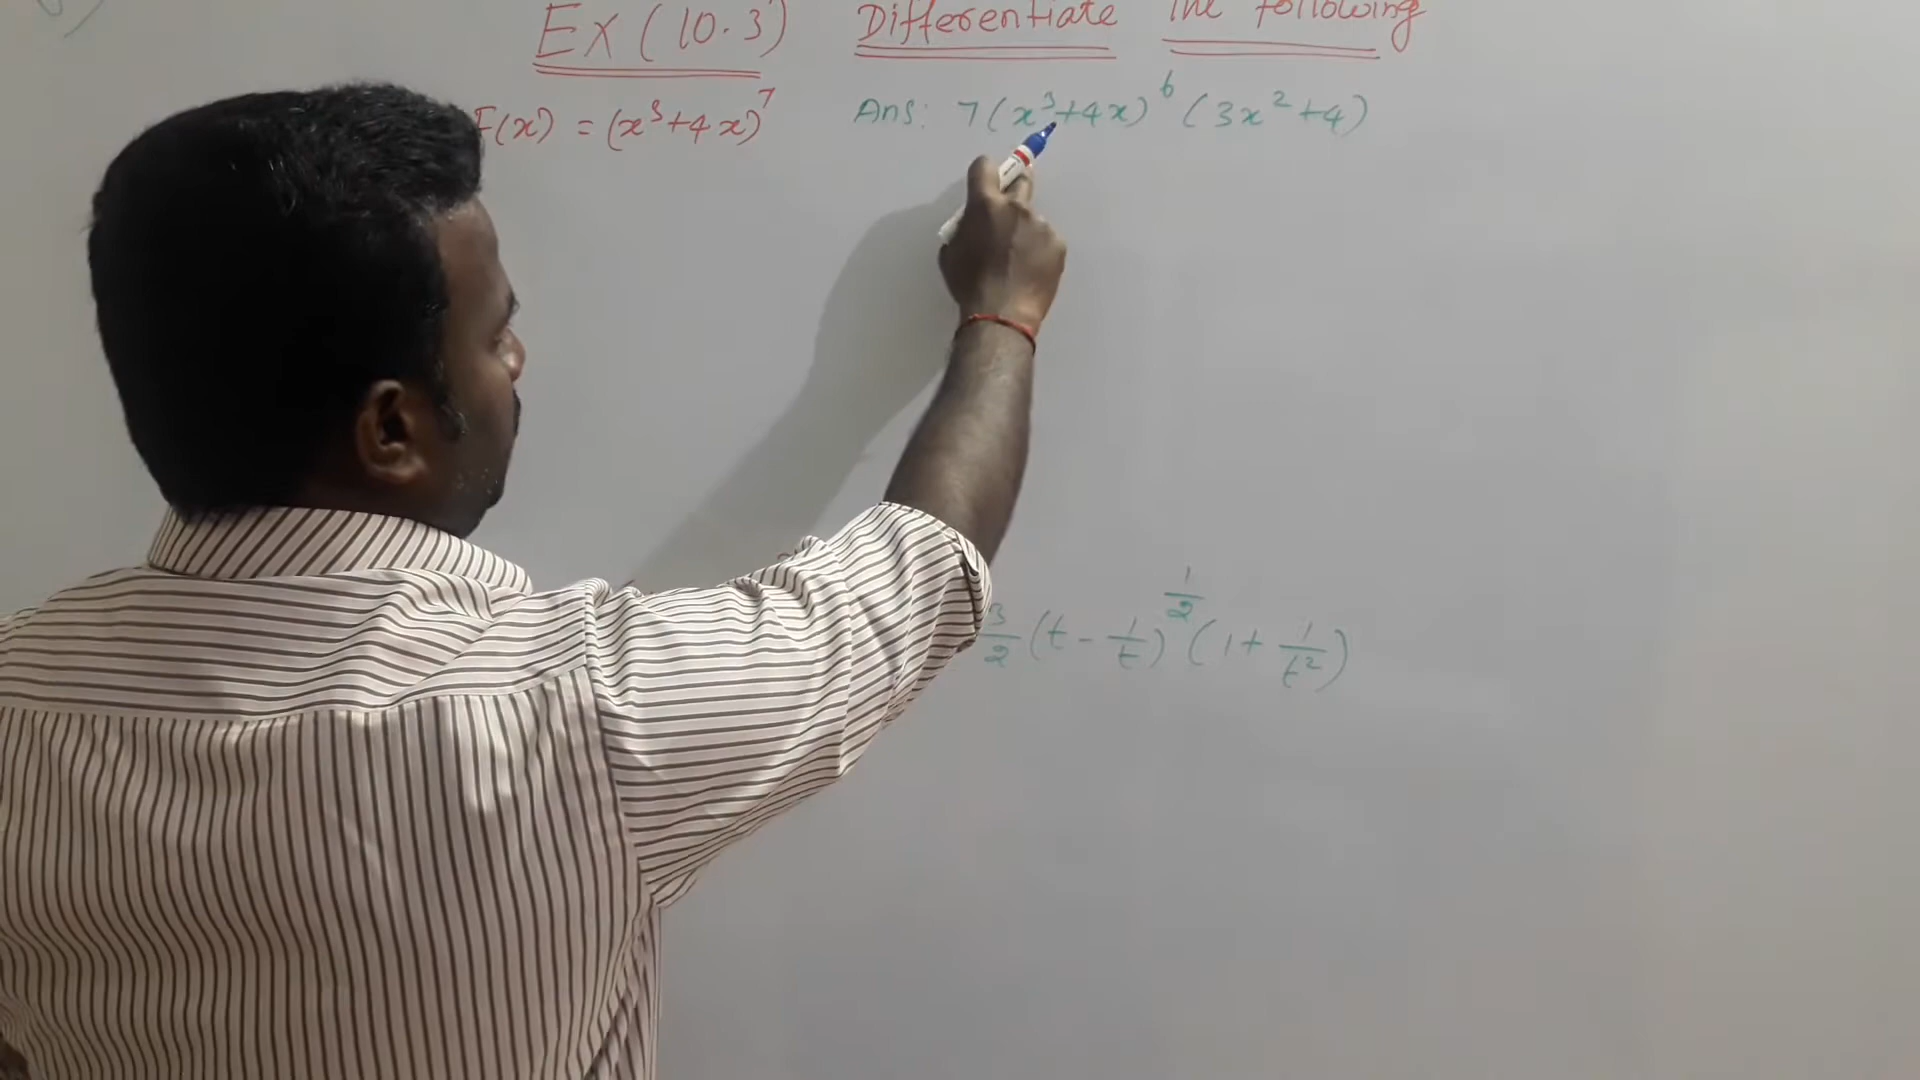 Ex (10.3) Differentiate the following
F(x) = (x³+4x)⁷ Ans: 7(x³+4x)⁶ (3x²+4)
3/2 (t - 1/t)^1/2 (1 + 1/t²)